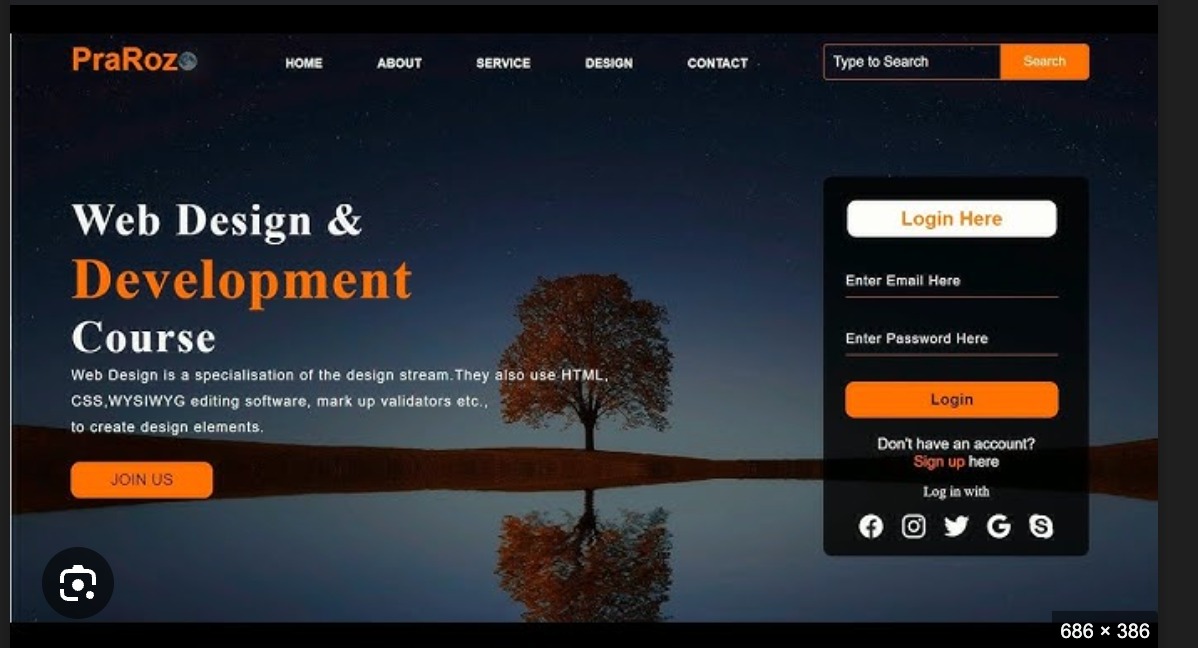 PraRoz
HOME ABOUT SERVICE DESIGN CONTACT
Type to Search Search
Web Design &
Development
Course
Web Design is a specialisation of the design stream.They also use HTML,
CSS,WYSIWYG editing software, mark up validators etc.,
to create design elements.
JOIN US
Login Here
Enter Email Here
Enter Password Here
Login
Don't have an account?
Sign up here
Log in with
686 × 386